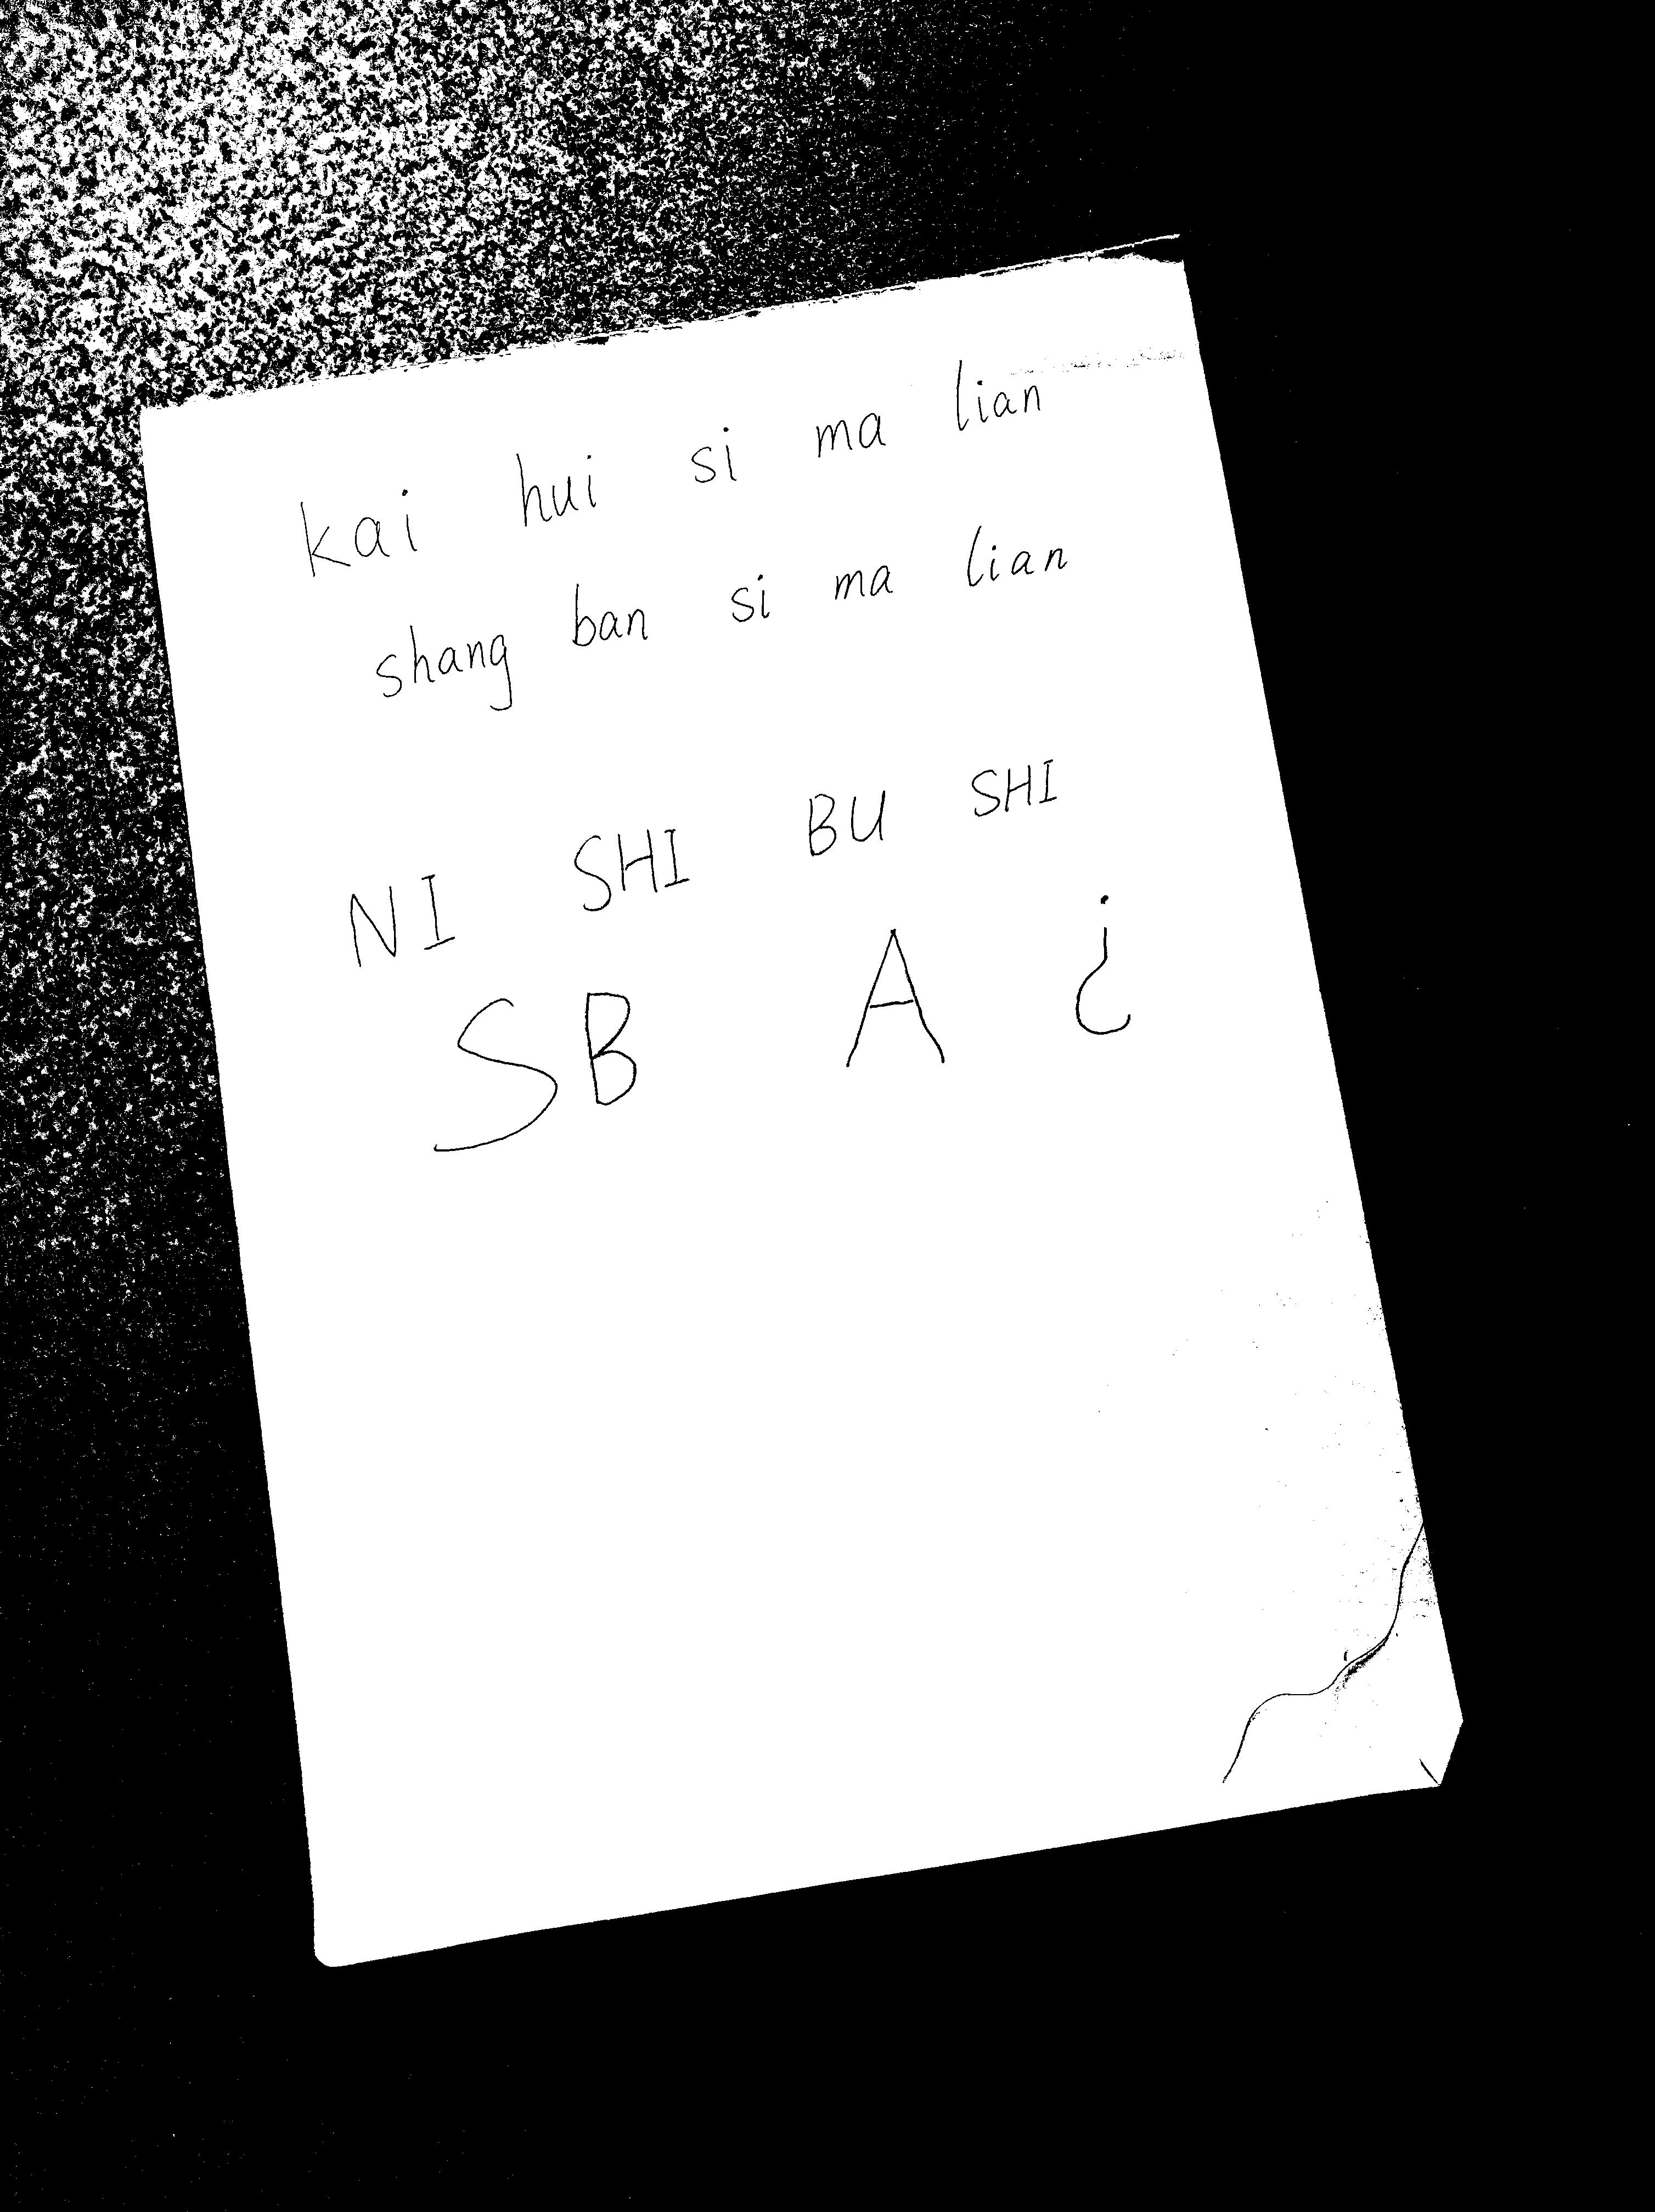 kai hui si ma lian
shang ban si ma lian
NI SHI BU SHI
SB A ¿